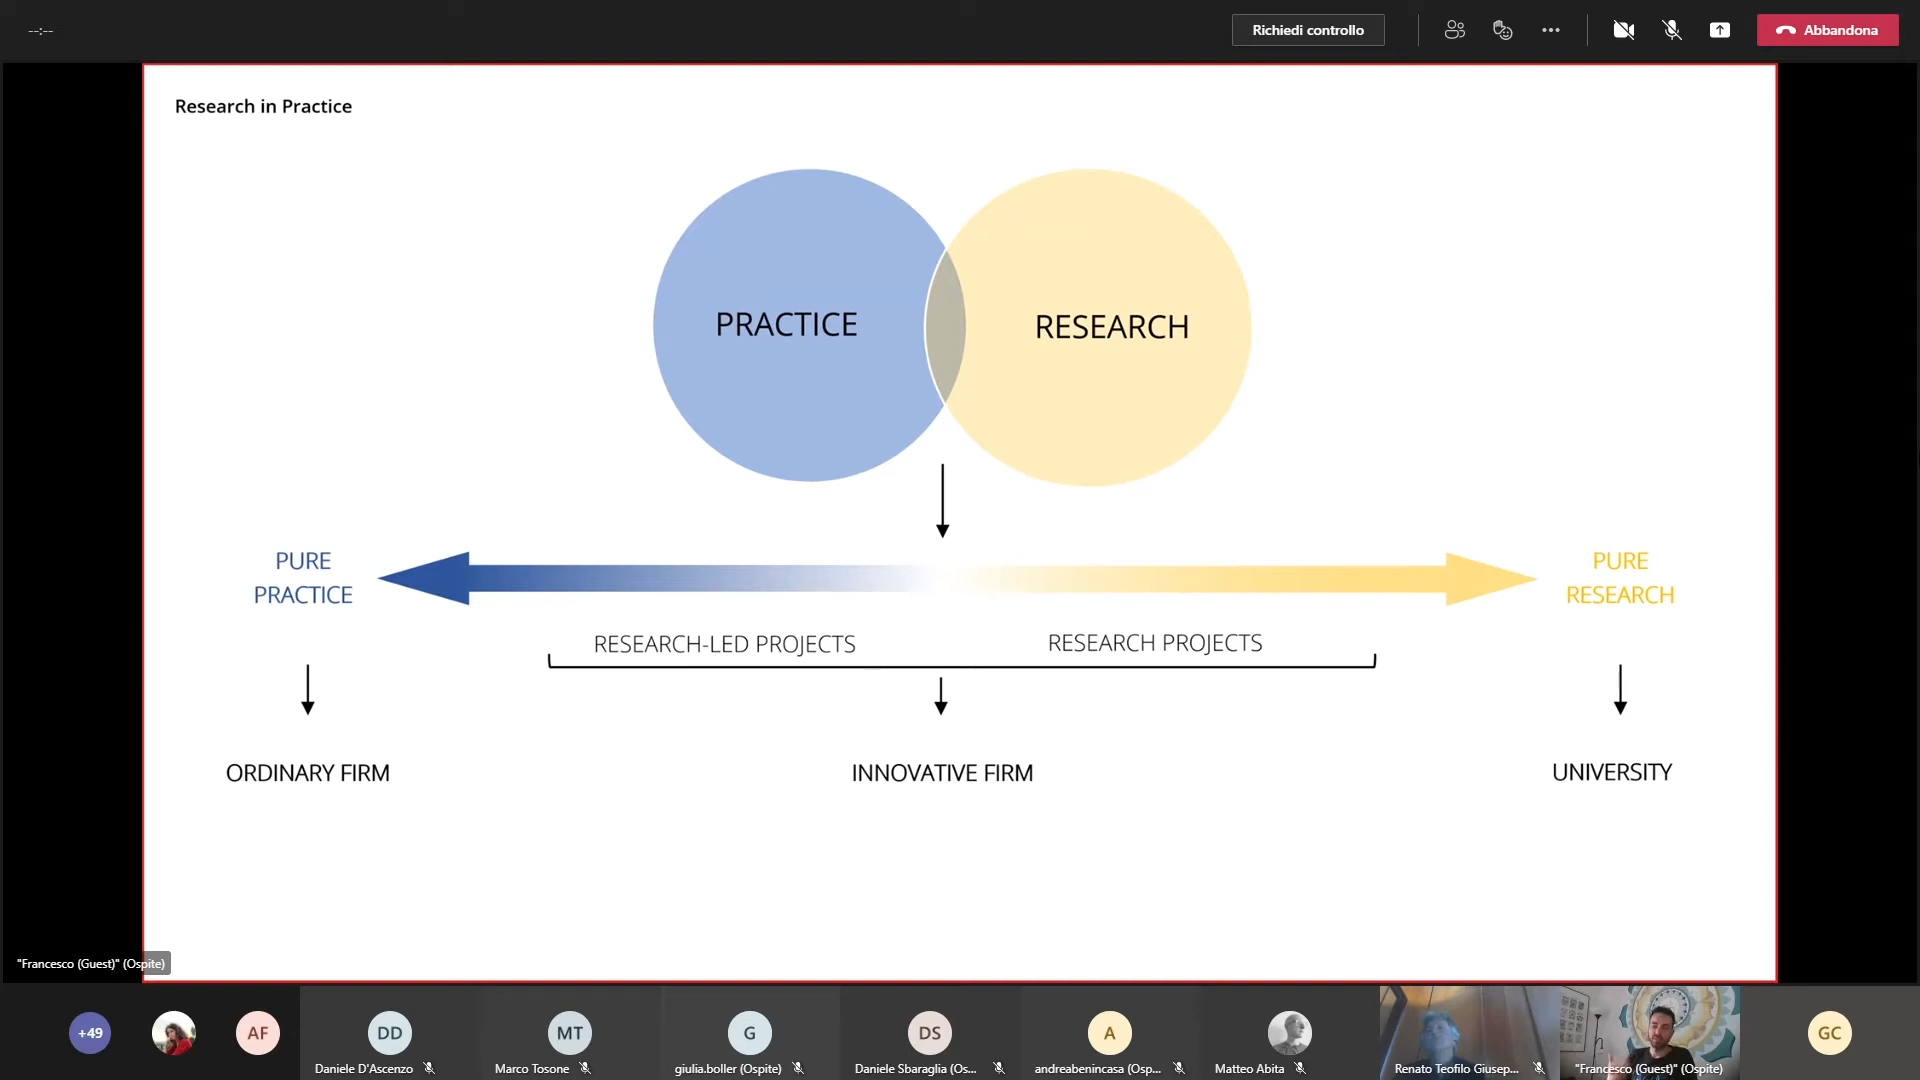 --:--
Richiedi controllo
Abbandona
Research in Practice
PRACTICE
RESEARCH
PURE
PRACTICE
PURE
RESEARCH
RESEARCH-LED PROJECTS
RESEARCH PROJECTS
ORDINARY FIRM
INNOVATIVE FIRM
UNIVERSITY
"Francesco (Guest)" (Ospite)
+49
AF
DD
MT
G
DS
A
GC
Daniele D'Ascenzo
Marco Tosone
giulia.boller (Ospite)
Daniele Sbaraglia (Os...
andreabenincasa (Osp...
Matteo Abita
Renato Teofilo Giusep...
"Francesco (Guest)" (Ospite)